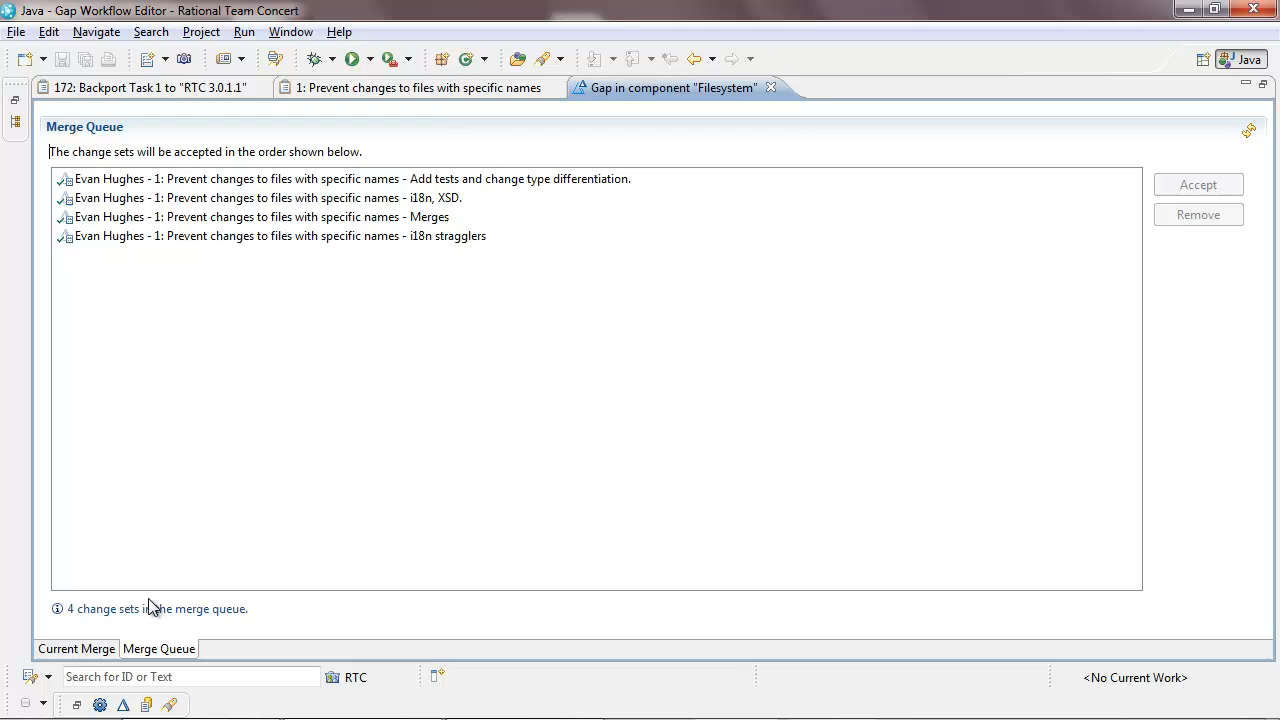 Java - Gap Workflow Editor - Rational Team Concert
File Edit Navigate Search Project Run Window Help
Java
172: Backport Task 1 to "RTC 3.0.1.1" 1: Prevent changes to files with specific names Gap in component "Filesystem"
Merge Queue
The change sets will be accepted in the order shown below.
Evan Hughes - 1: Prevent changes to files with specific names - Add tests and change type differentiation.
Accept
Evan Hughes - 1: Prevent changes to files with specific names - i18n, XSD.
Evan Hughes - 1: Prevent changes to files with specific names - Merges
Remove
Evan Hughes - 1: Prevent changes to files with specific names - i18n stragglers
4 change sets in the merge queue.
Current Merge Merge Queue
Search for ID or Text RTC <No Current Work>